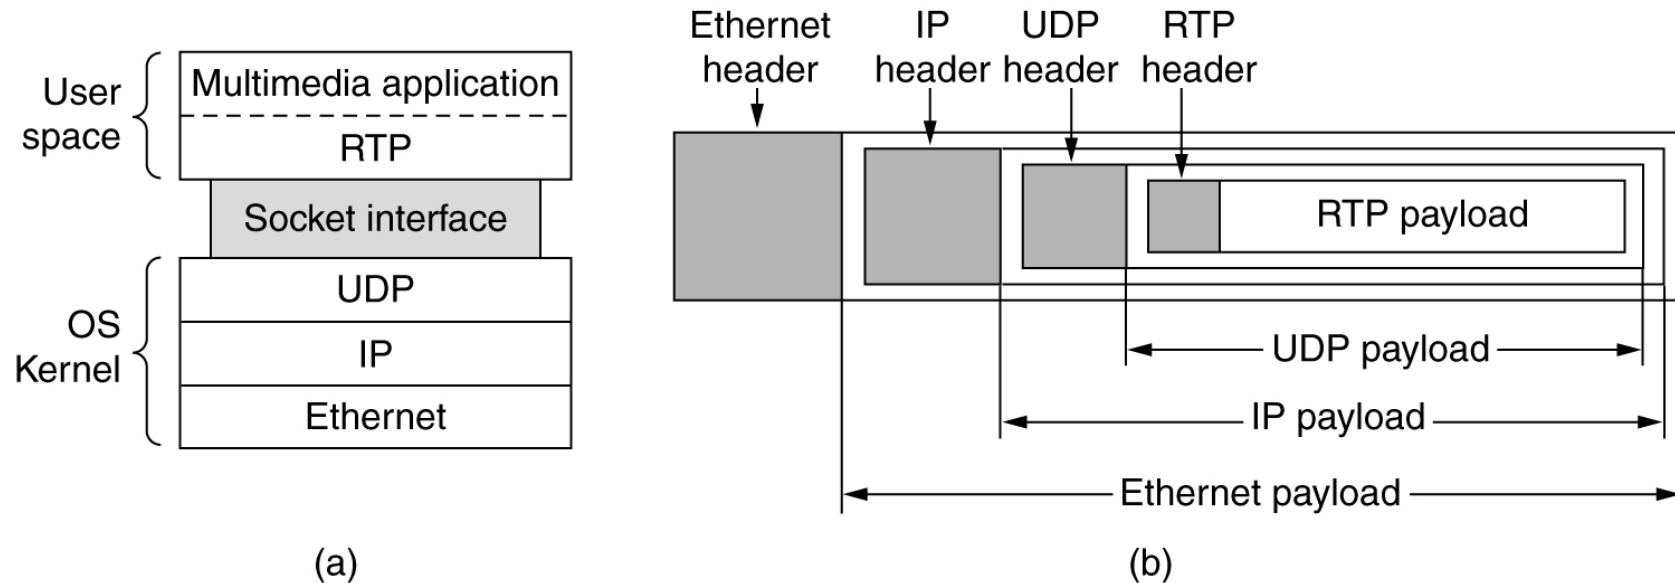 User
space
Multimedia application
RTP
Socket interface
OS
Kernel
UDP
IP
Ethernet
(a)
Ethernet
header
IP
header
UDP
header
RTP
header
RTP payload
UDP payload
IP payload
Ethernet payload
(b)